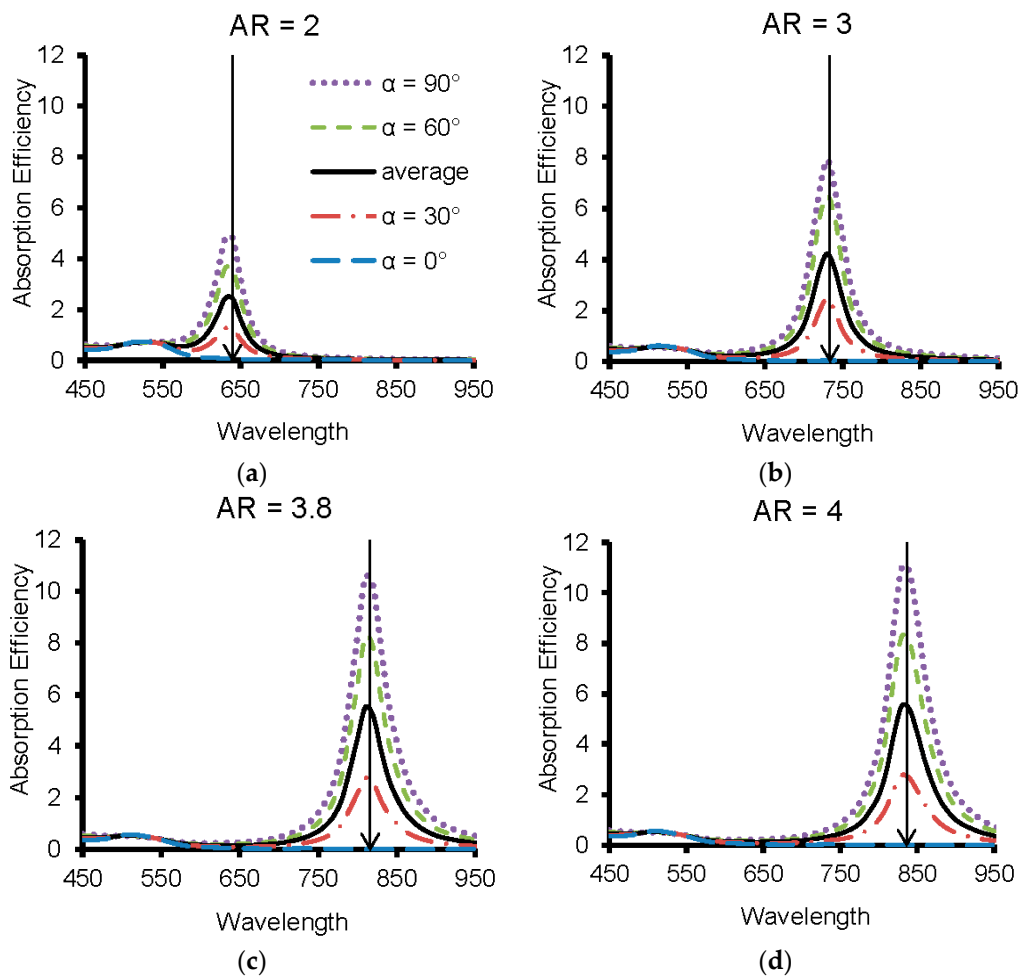 AR = 2
12
10
8
6
4
2
0
Absorption Efficiency
α = 90°
α = 60°
average
α = 30°
α = 0°
450 550 650 750 850 950
Wavelength
(a)
AR = 3
12
10
8
6
4
2
0
Absorption Efficiency
450 550 650 750 850 950
Wavelength
(b)
AR = 3.8
12
10
8
6
4
2
0
Absorption Efficiency
450 550 650 750 850 950
Wavelength
(c)
AR = 4
12
10
8
6
4
2
0
Absorption Efficiency
450 550 650 750 850 950
Wavelength
(d)